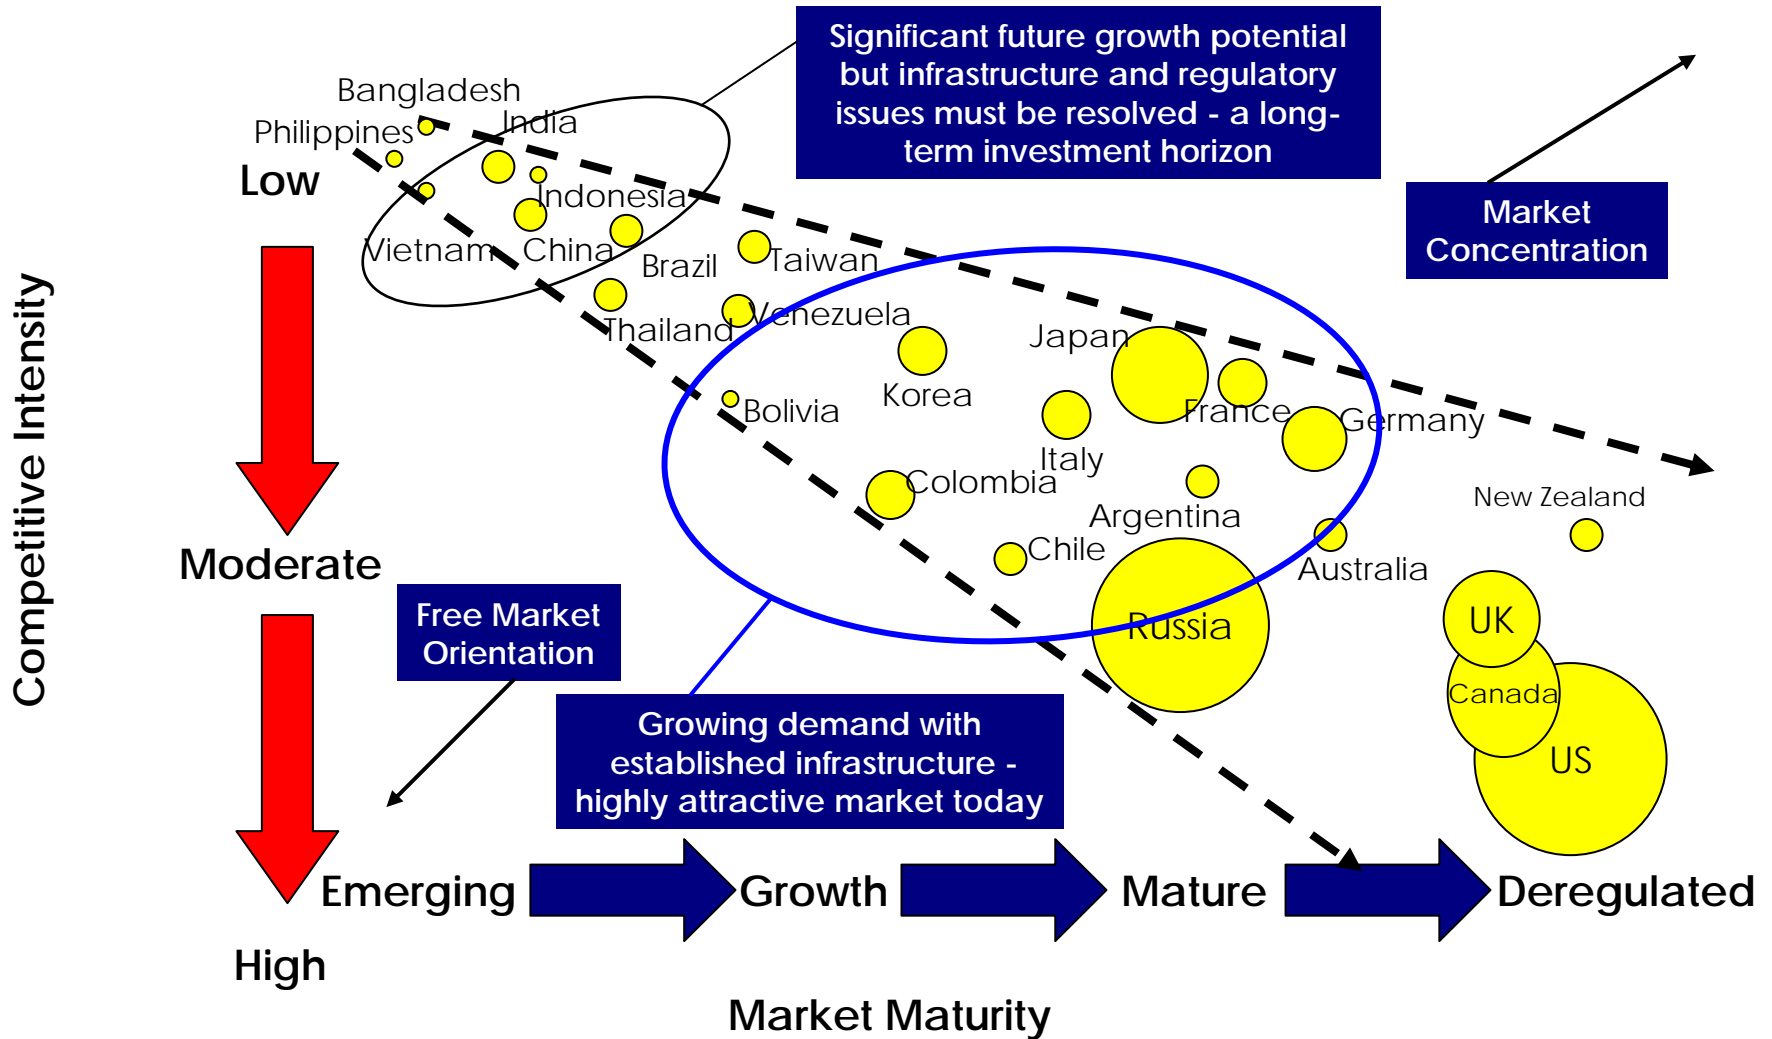 Significant future growth potential
but infrastructure and regulatory
issues must be resolved - a long-
term investment horizon
Bangladesh
India
Philippines
Low
Indonesia
Market
Concentration
Vietnam
China
Brazil
Taiwan
Thailand
Venezuela
Japan
Korea
Bolivia
France
Germany
Italy
Colombia
Argentina
New Zealand
Competitive Intensity
Moderate
Chile
Australia
Free Market
Orientation
Russia
UK
Canada
US
Growing demand with
established infrastructure -
highly attractive market today
Emerging
Growth
Mature
Deregulated
High
Market Maturity